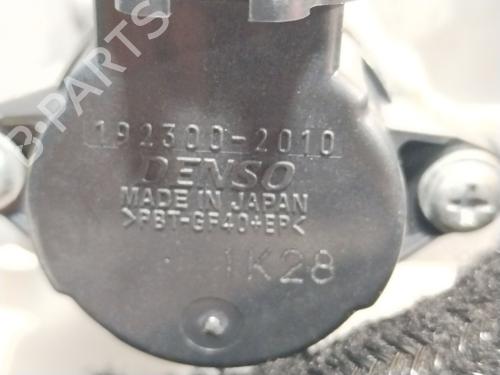 192300-2010
DENSO
MADE IN JAPAN
>PBT-GF40+EP<
1K28
B-PARTS